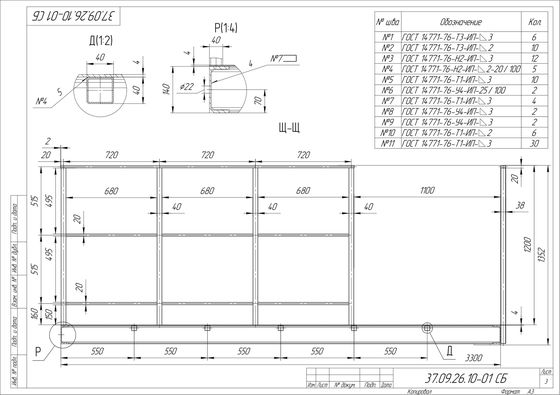 37.09.26.10-01 СБ
Д(1:2)
40
4
5
40
№4
Р(1:4)
40
№7
4
4
140
⌀22
70
Щ-Щ
№ шва Обозначение Кол
№1 ГОСТ 14771-76-Т3-ИП-◺3 6
№2 ГОСТ 14771-76-Т3-ИП-◺2 10
№3 ГОСТ 14771-76-Н2-ИП-◺3 12
№4 ГОСТ 14771-76-Н2-ИП-◺2-20/100 5
№5 ГОСТ 14771-76-Т1-ИП-◺3 10
№6 ГОСТ 14771-76-У4-ИП-25/100 2
№7 ГОСТ 14771-76-Т1-ИП-◺3 4
№8 ГОСТ 14771-76-У4-ИП-◺3 2
№9 ГОСТ 14771-76-У4-ИП-◺3 2
№10 ГОСТ 14771-76-Т1-ИП-◺2 6
№11 ГОСТ 14771-76-Т1-ИП-◺3 30
2
20 720 720 720
680 680 680 1100
40 40 40
20
38
515 495
20
515 495
20
160 150
1200
1352
4
Р
Д
550 550 550 550 550
3300
Подп. и дата
Инв. № дубл.
Взам. инв. №
Подп. и дата
Инв. № подл.
Изм Лист № докум. Подп. Дата
37.09.26.10-01 СБ
Лист
3
Копировал Формат А3